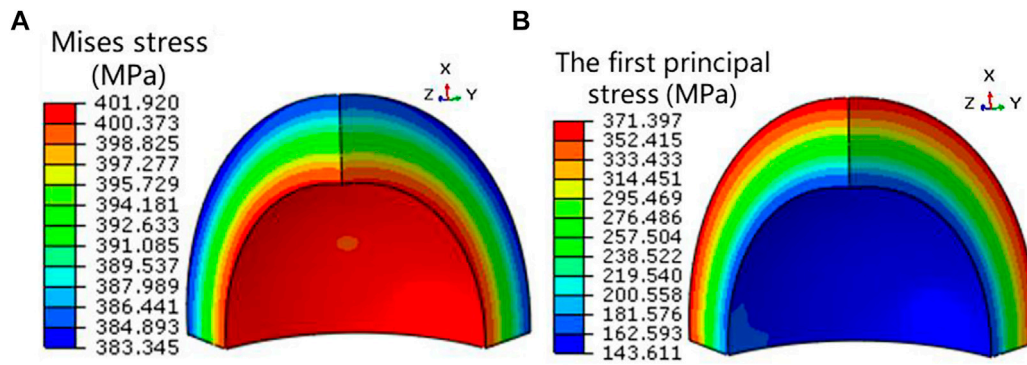 A
Mises stress
(MPa)
401.920
400.373
398.825
397.277
395.729
394.181
392.633
391.085
389.537
387.989
386.441
384.893
383.345
X
Z Y
B
The first principal
stress (MPa)
371.397
352.415
333.433
314.451
295.469
276.486
257.504
238.522
219.540
200.558
181.576
162.593
143.611
X
Z Y